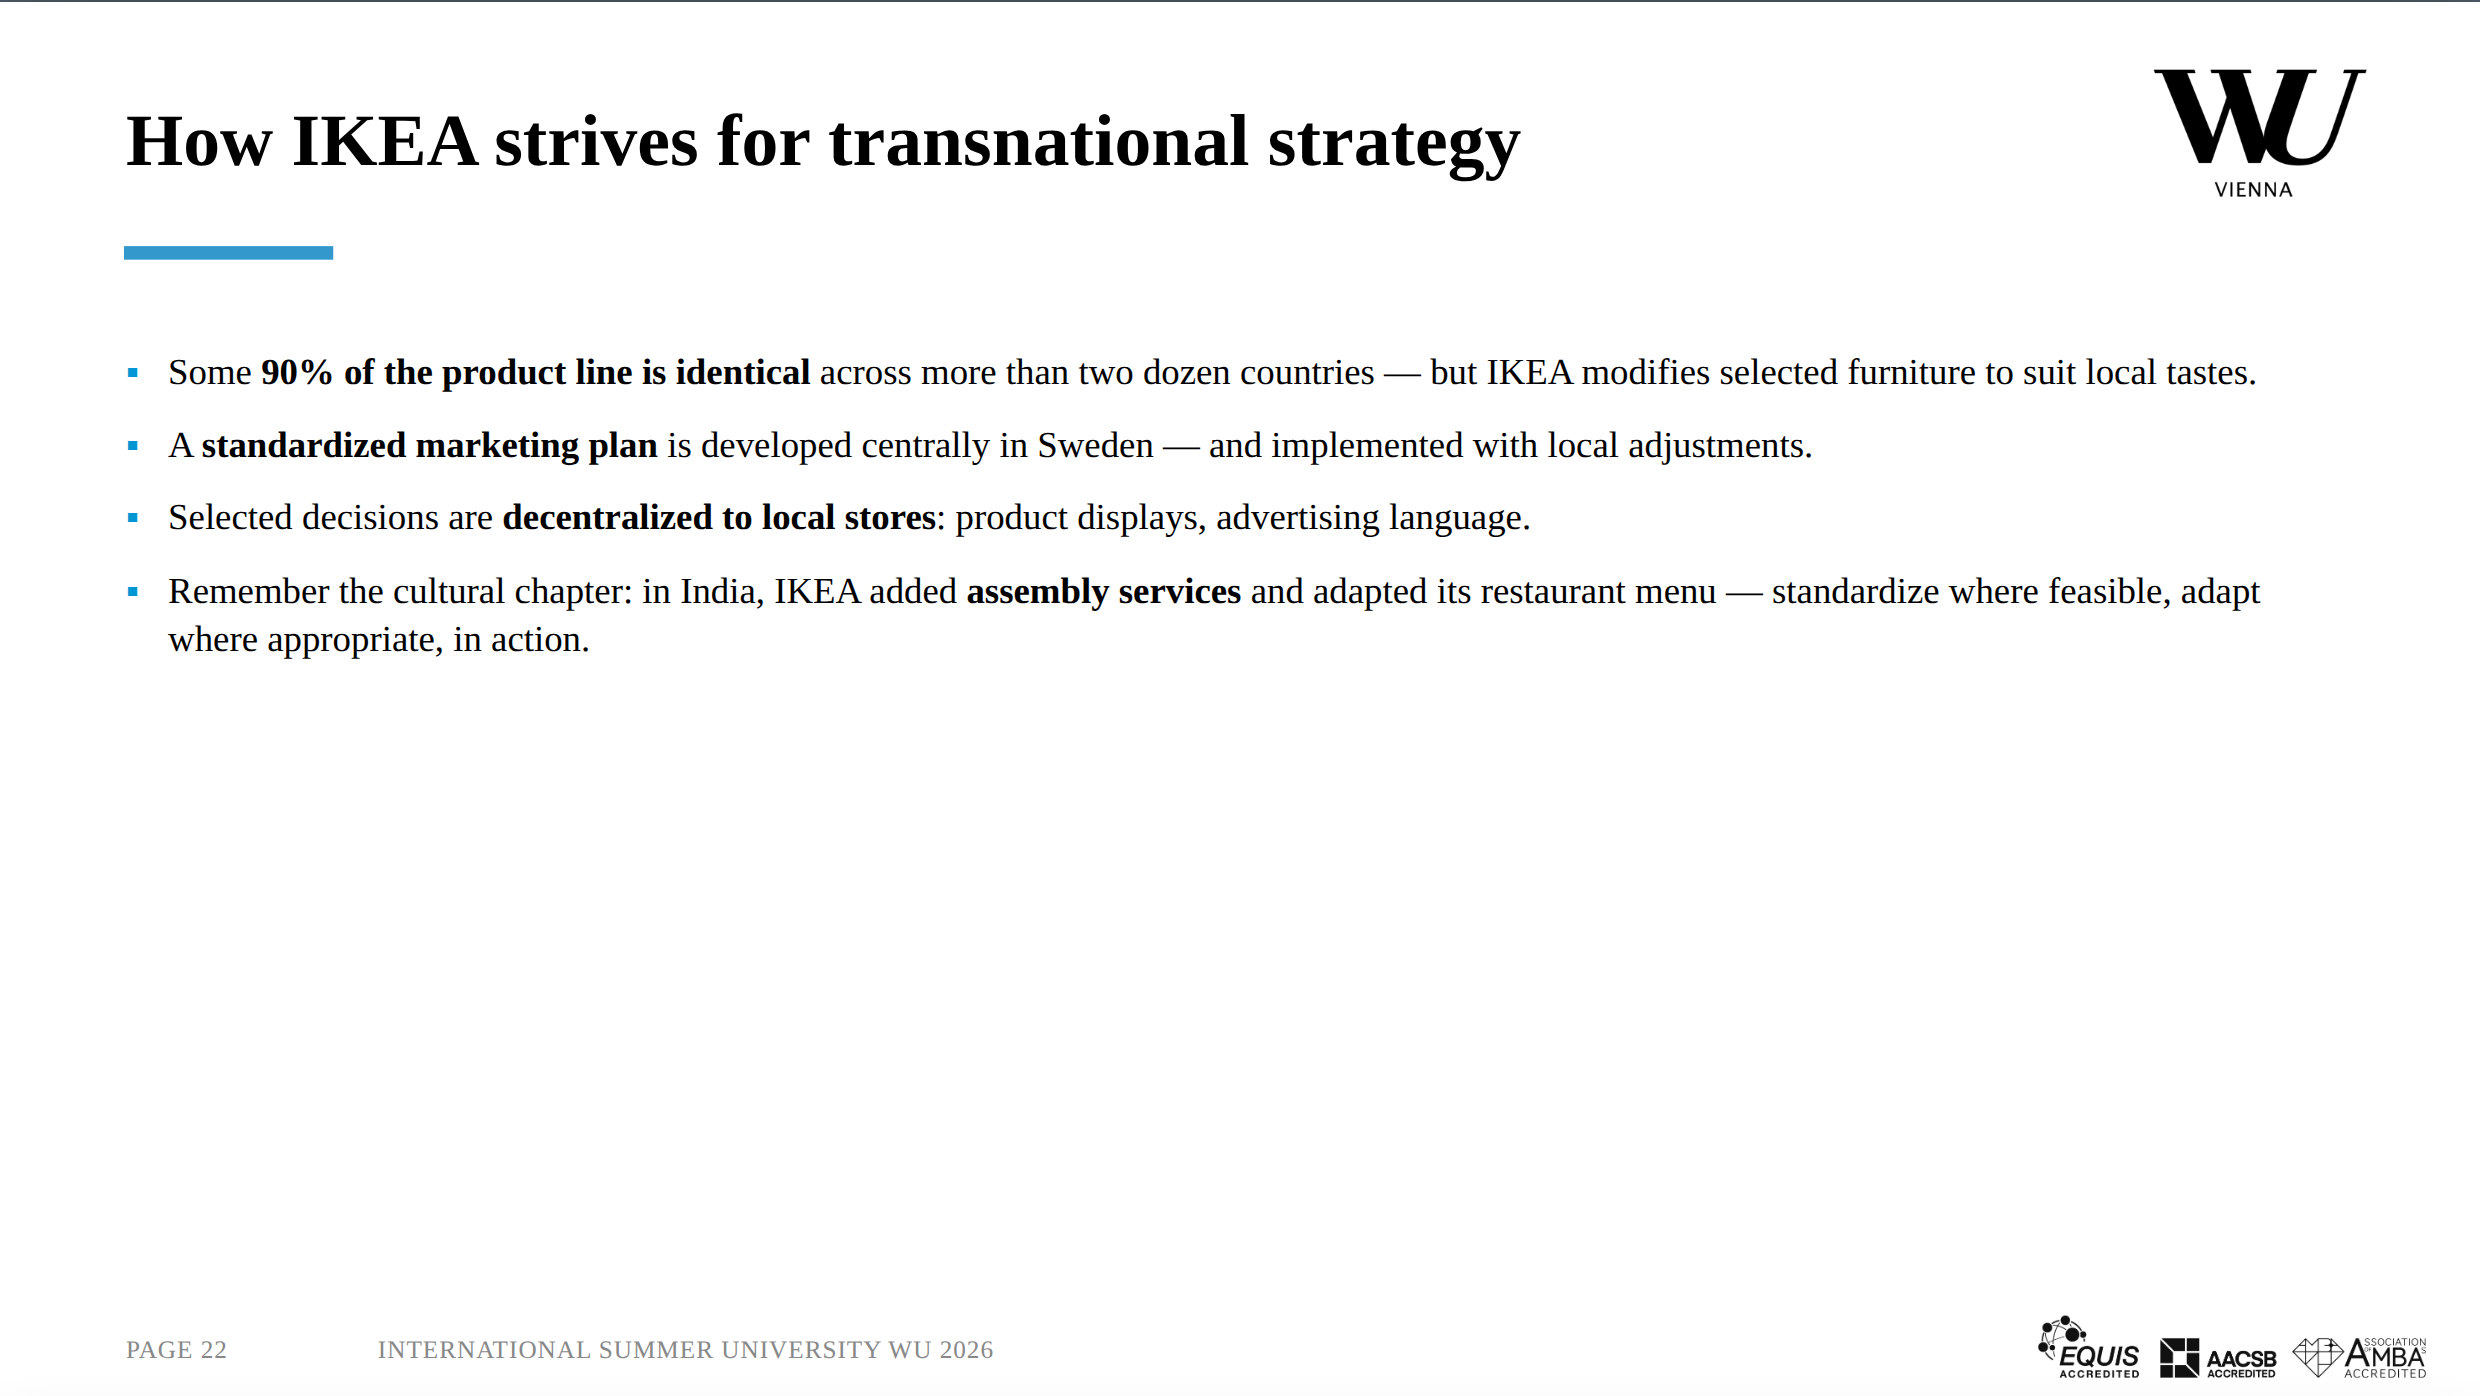 How IKEA strives for transnational strategy
WU
VIENNA
▪ Some 90% of the product line is identical across more than two dozen countries — but IKEA modifies selected furniture to suit local tastes.
▪ A standardized marketing plan is developed centrally in Sweden — and implemented with local adjustments.
▪ Selected decisions are decentralized to local stores: product displays, advertising language.
▪ Remember the cultural chapter: in India, IKEA added assembly services and adapted its restaurant menu — standardize where feasible, adapt
where appropriate, in action.
PAGE 22 INTERNATIONAL SUMMER UNIVERSITY WU 2026
EQUIS
ACCREDITED
AACSB
ACCREDITED
ASSOCIATION
OF
AMBAS
ACCREDITED